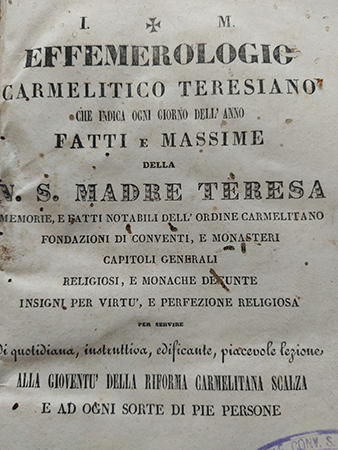 I. ✠ M.
EFFEMEROLOGIO
CARMELITICO TERESIANO
CHE INDICA OGNI GIORNO DELL' ANNO
FATTI E MASSIME
DELLA
V. S. MADRE TERESA
MEMORIE, E FATTI NOTABILI DELL' ORDINE CARMELITANO
FONDAZIONI DI CONVENTI, E MONASTERI
CAPITOLI GENERALI
RELIGIOSI, E MONACHE DEFUNTE
INSIGNI PER VIRTU', E PERFEZIONE RELIGIOSA
PER SERVIRE
di quotidiana, instruttiva, edificante, piacevole lezione
ALLA GIOVENTU' DELLA RIFORMA CARMELITANA SCALZA
E AD OGNI SORTE DI PIE PERSONE
CONV. S.